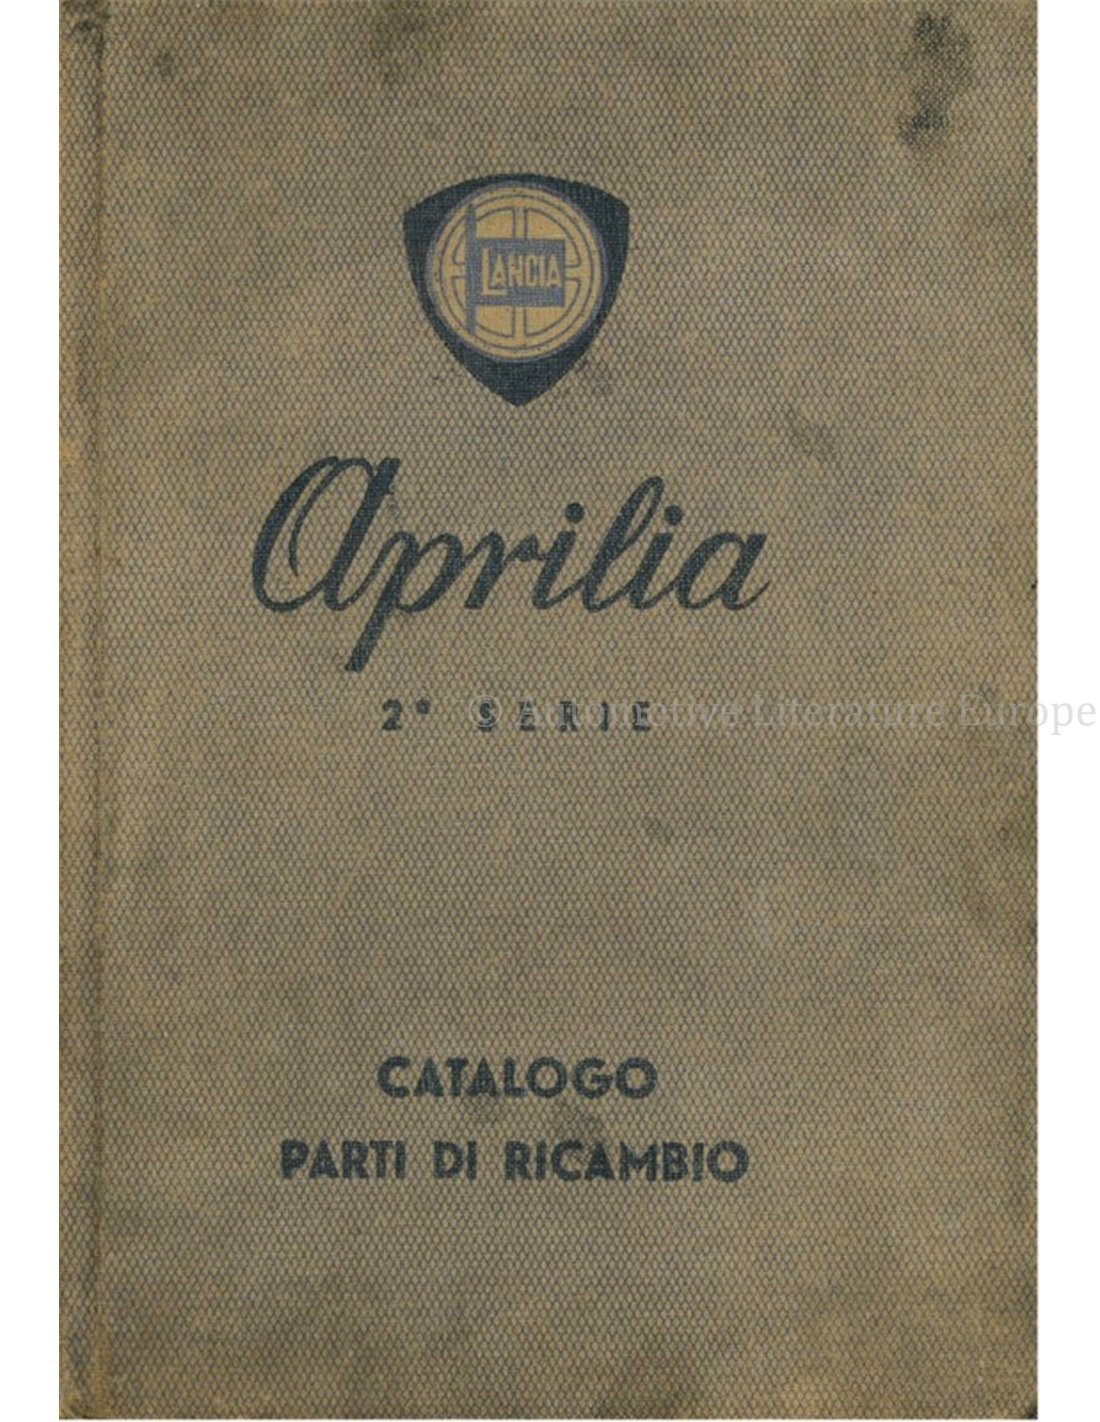 LANCIA
Aprilia
2ª SERIE
© Automotive Literature Europe
CATALOGO
PARTI DI RICAMBIO